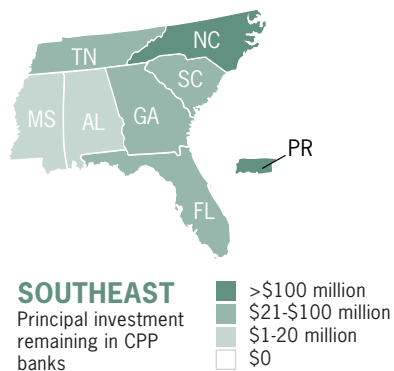 NC
TN
SC
MS
AL
GA
PR
FL
SOUTHEAST
Principal investment
remaining in CPP
banks
>$100 million
$21-$100 million
$1-20 million
$0